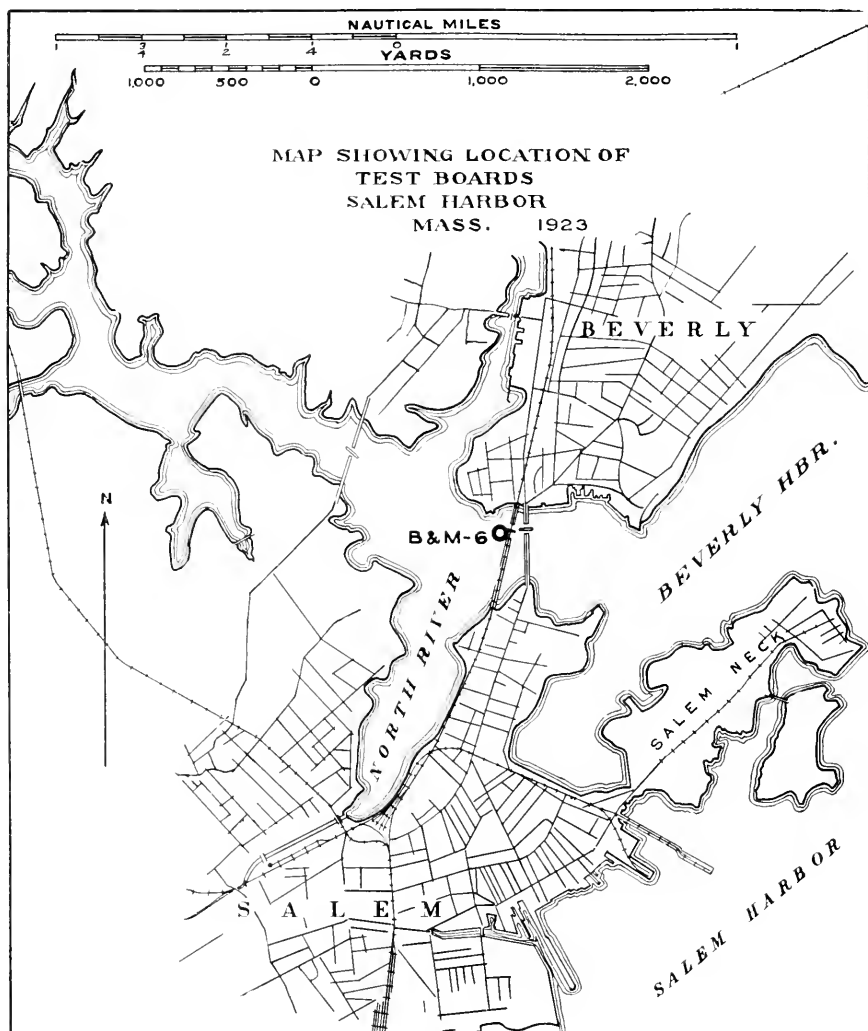 NAUTICAL MILES
1 3/4 1/2 1/4 0 1
YARDS
1,000 500 0 1,000 2,000
MAP SHOWING LOCATION OF
TEST BOARDS
SALEM HARBOR
MASS. 1923
BEVERLY
BEVERLY HBR.
N
B&M-6
NORTH RIVER
SALEM NECK
SALEM
SALEM HARBOR